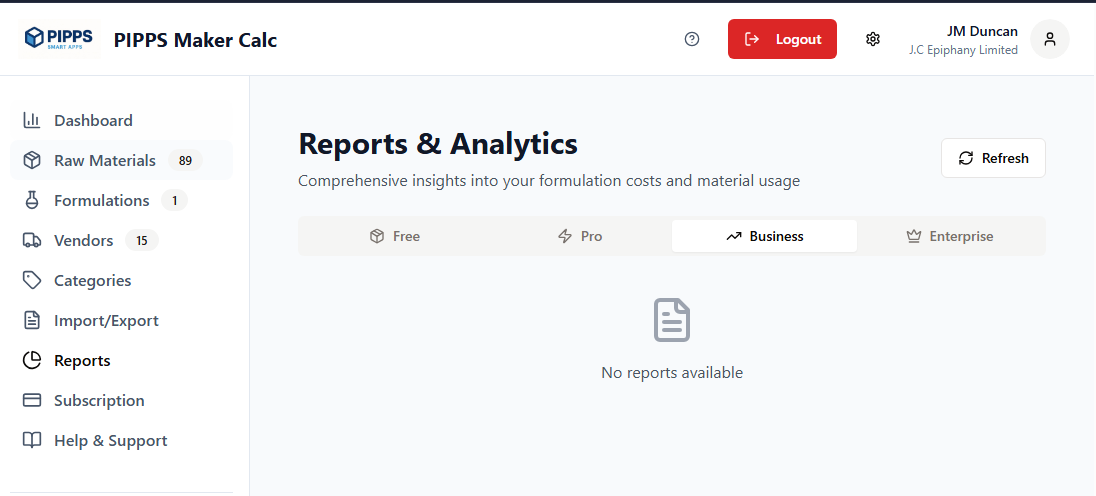 PIPPS
SMART APPS
PIPPS Maker Calc
Logout
JM Duncan
J.C Epiphany Limited
Dashboard
Raw Materials 89
Formulations 1
Vendors 15
Categories
Import/Export
Reports
Subscription
Help & Support
Reports & Analytics
Comprehensive insights into your formulation costs and material usage
Refresh
Free
Pro
Business
Enterprise
No reports available